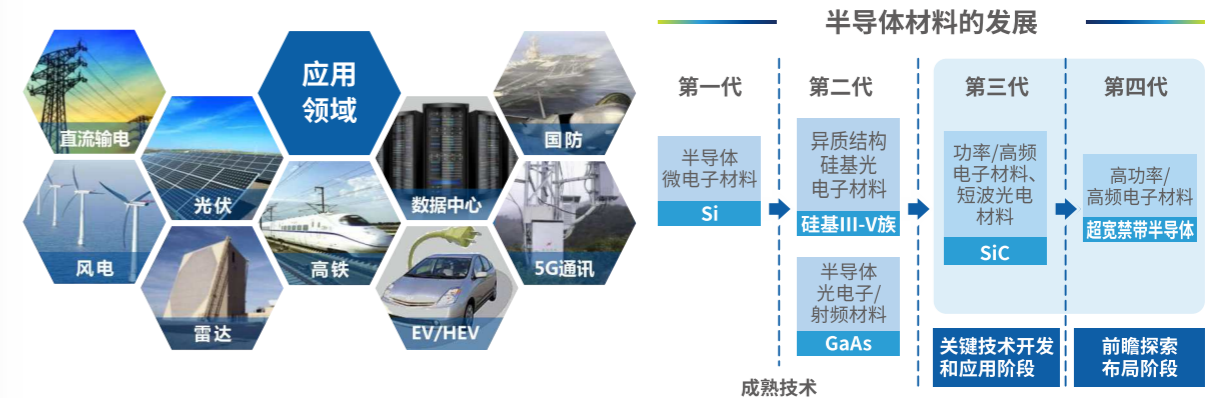 应用
领域
直流输电
国防
光伏
数据中心
风电
高铁
5G通讯
雷达
EV/HEV
半导体材料的发展
第一代
第二代
第三代
第四代
半导体
微电子材料
Si
异质结构
硅基光
电子材料
硅基III-V族
半导体
光电子/
射频材料
GaAs
功率/高频
电子材料、
短波光电
材料
SiC
高功率/
高频电子材料
超宽禁带半导体
成熟技术
关键技术开发
和应用阶段
前瞻探索
布局阶段